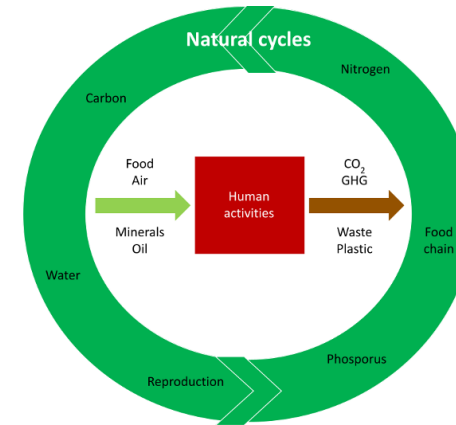 Natural cycles
Nitrogen
Carbon
Food
Air
CO₂
GHG
Human
activities
Minerals
Oil
Waste
Plastic
Food
chain
Water
Phosporus
Reproduction